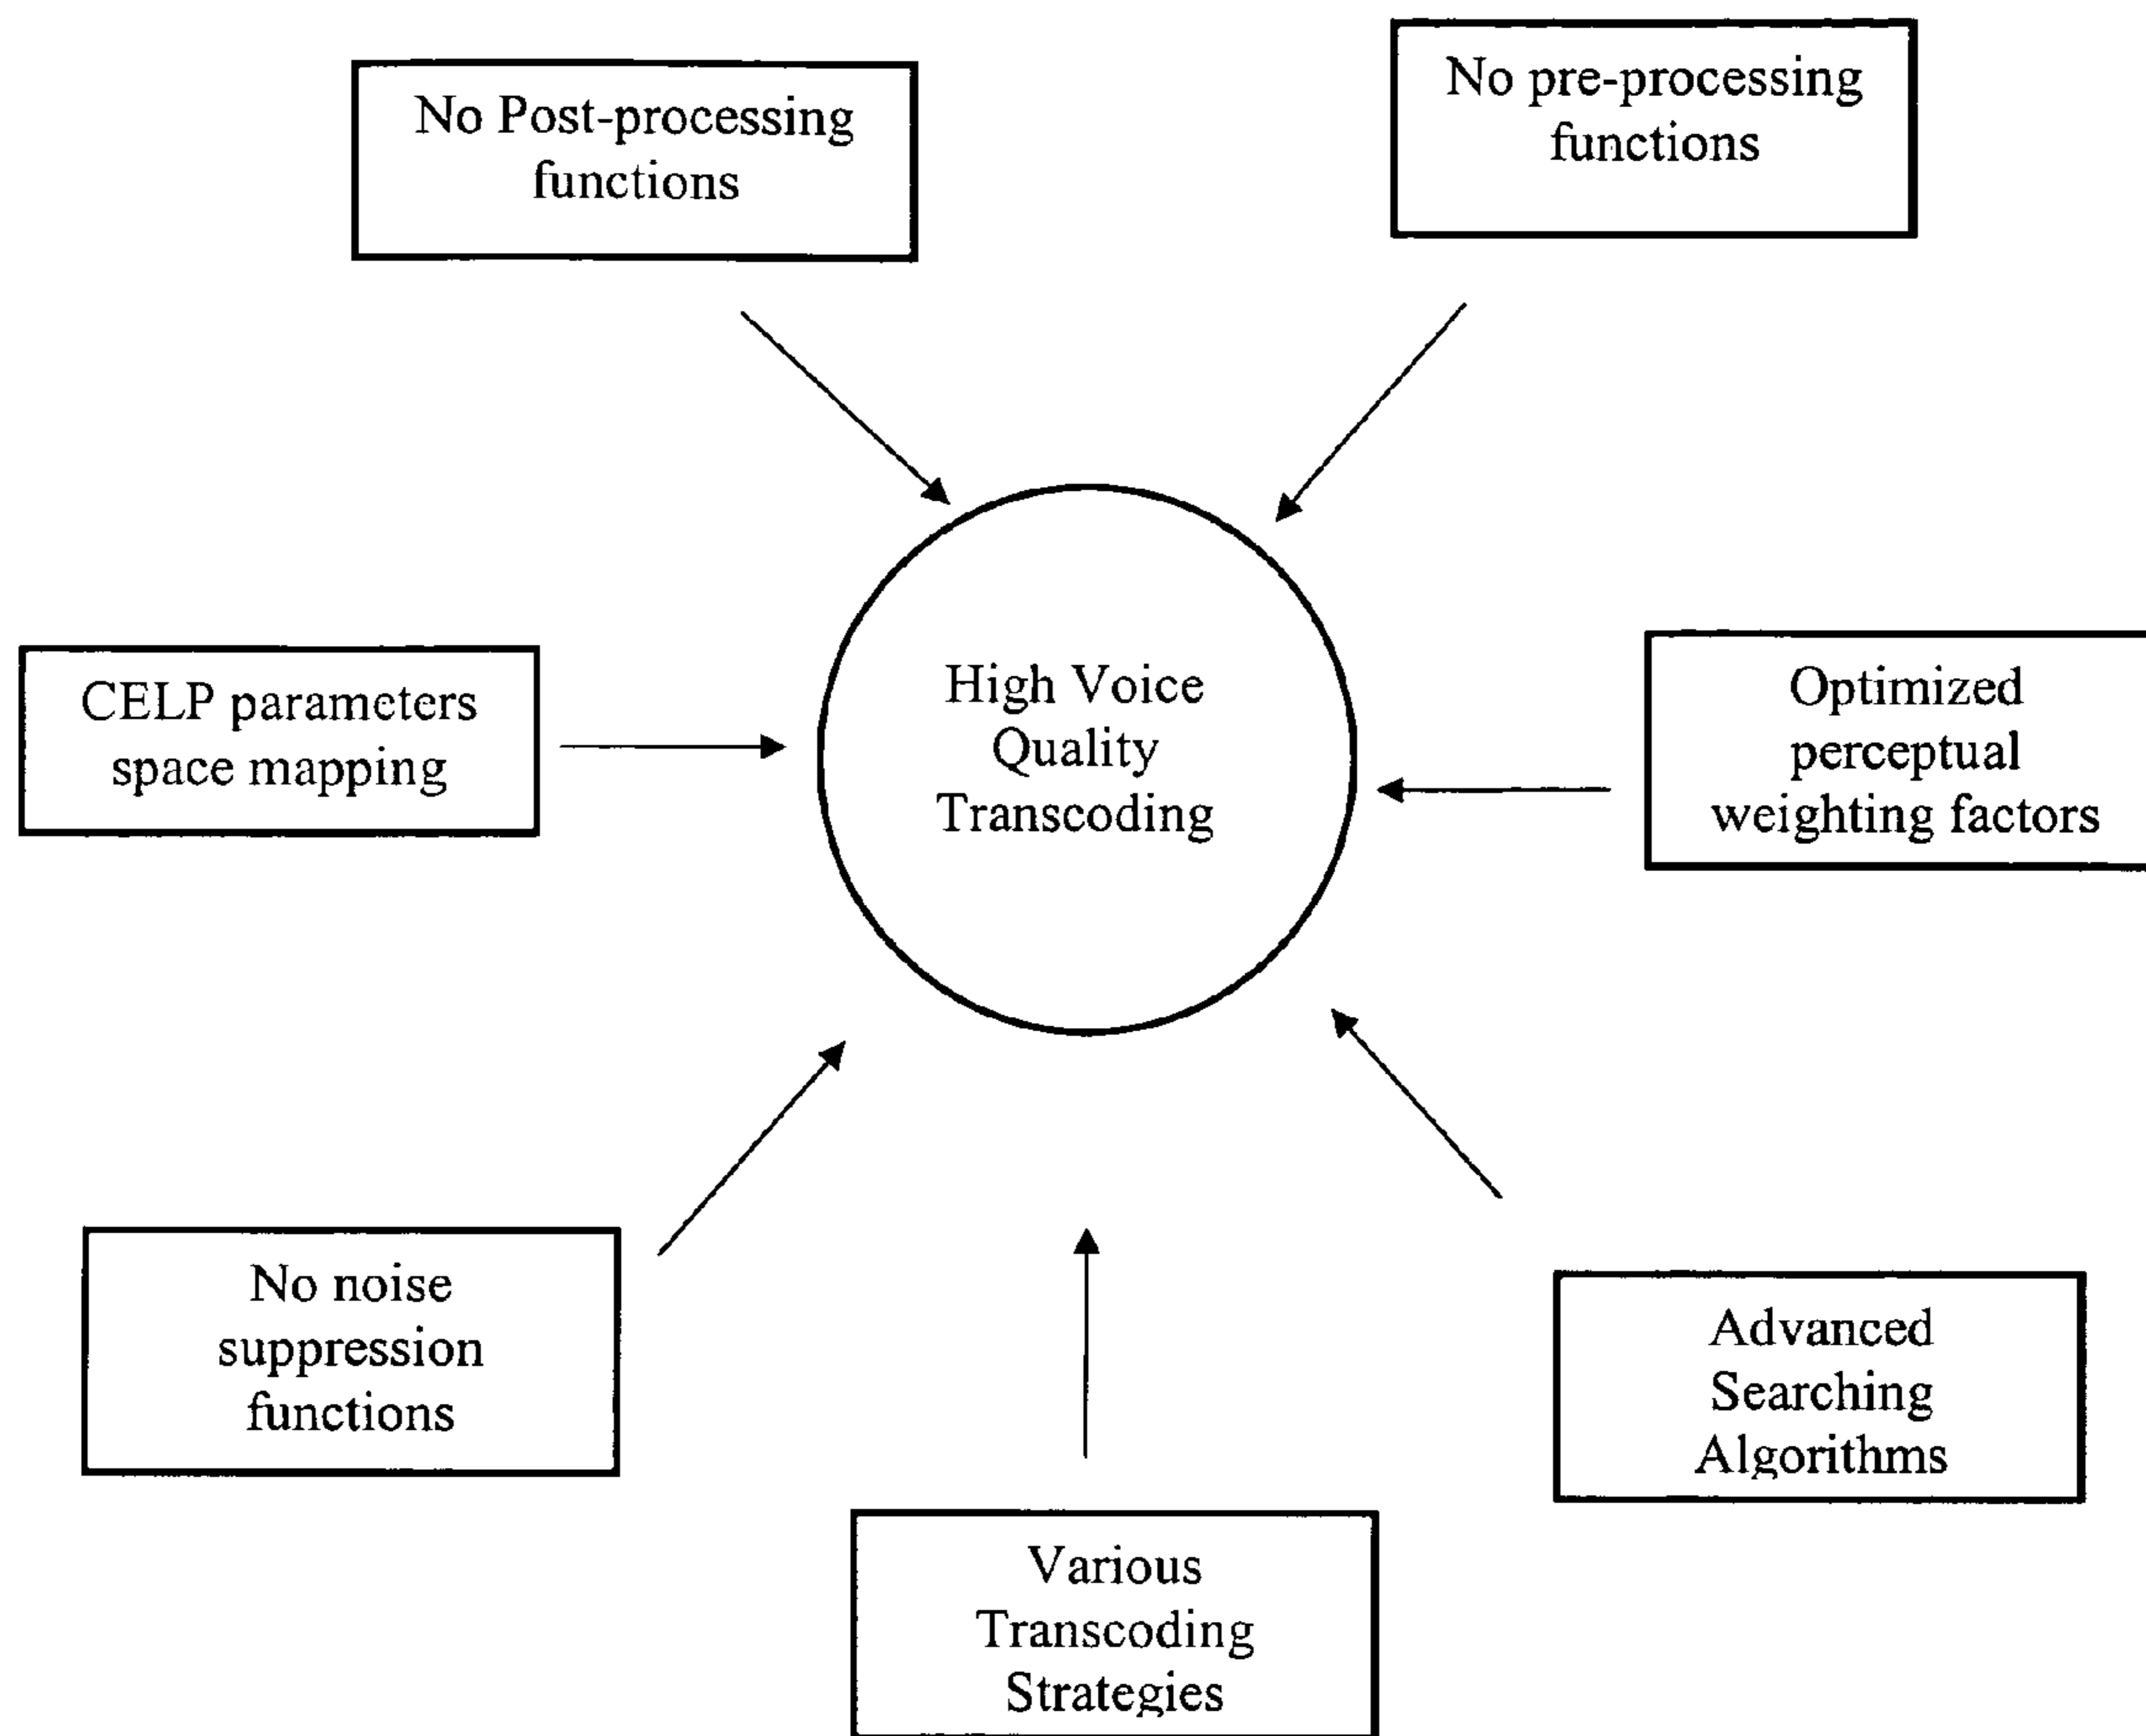 No Post-processing
functions
No pre-processing
functions
High Voice
Quality
Transcoding
CELP parameters
space mapping
Optimized
perceptual
weighting factors
No noise
suppression
functions
Advanced
Searching
Algorithms
Various
Transcoding
Strategies